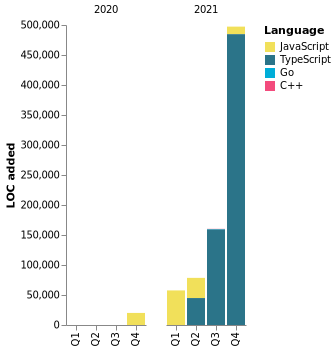 2020 2021
Language
JavaScript
TypeScript
Go
C++
LOC added
500,000
450,000
400,000
350,000
300,000
250,000
200,000
150,000
100,000
50,000
0
Q1 Q2 Q3 Q4 Q1 Q2 Q3 Q4